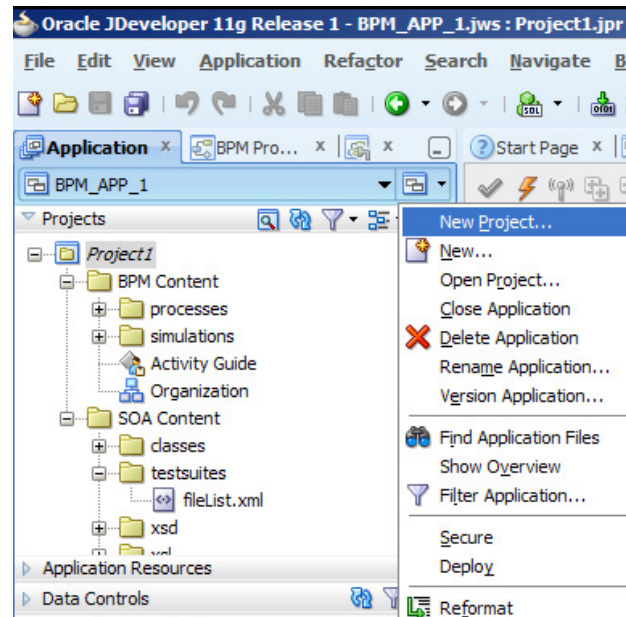 Oracle JDeveloper 11g Release 1 - BPM_APP_1.jws : Project1.jpr
File Edit View Application Refactor Search Navigate B
Application x BPM Pro... x x Start Page x
BPM_APP_1
Projects
New Project...
Project1
New...
BPM Content
Open Project...
processes
Close Application
simulations
Delete Application
Activity Guide
Rename Application...
Organization
Version Application...
SOA Content
classes
Find Application Files
testsuites
Show Overview
fileList.xml
Filter Application...
xsd
xsl
Secure
Application Resources
Deploy
Data Controls
Reformat